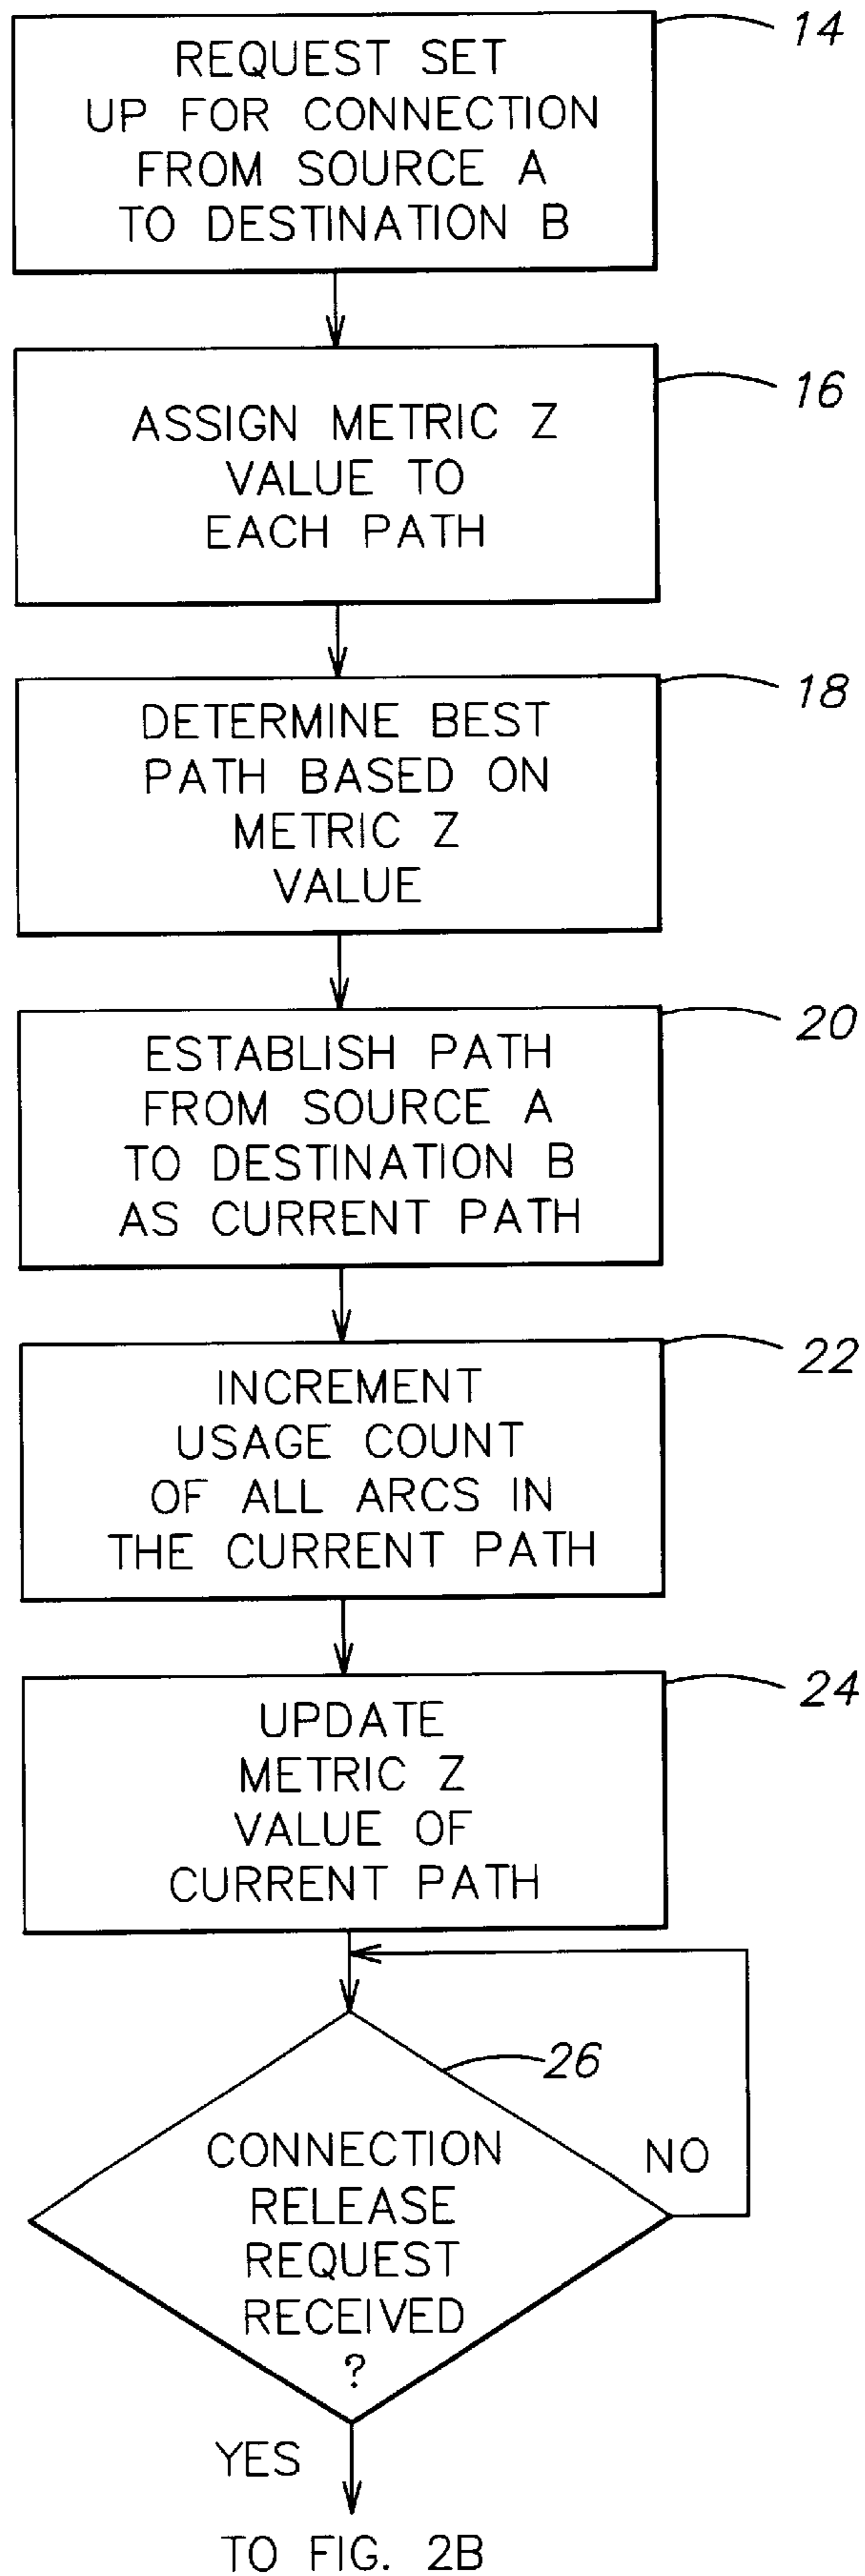 14
REQUEST SET
UP FOR CONNECTION
FROM SOURCE A
TO DESTINATION B
16
ASSIGN METRIC Z
VALUE TO
EACH PATH
18
DETERMINE BEST
PATH BASED ON
METRIC Z
VALUE
20
ESTABLISH PATH
FROM SOURCE A
TO DESTINATION B
AS CURRENT PATH
22
INCREMENT
USAGE COUNT
OF ALL ARCS IN
THE CURRENT PATH
24
UPDATE
METRIC Z
VALUE OF
CURRENT PATH
26
CONNECTION
RELEASE
REQUEST
RECEIVED
?
NO
YES
TO FIG. 2B